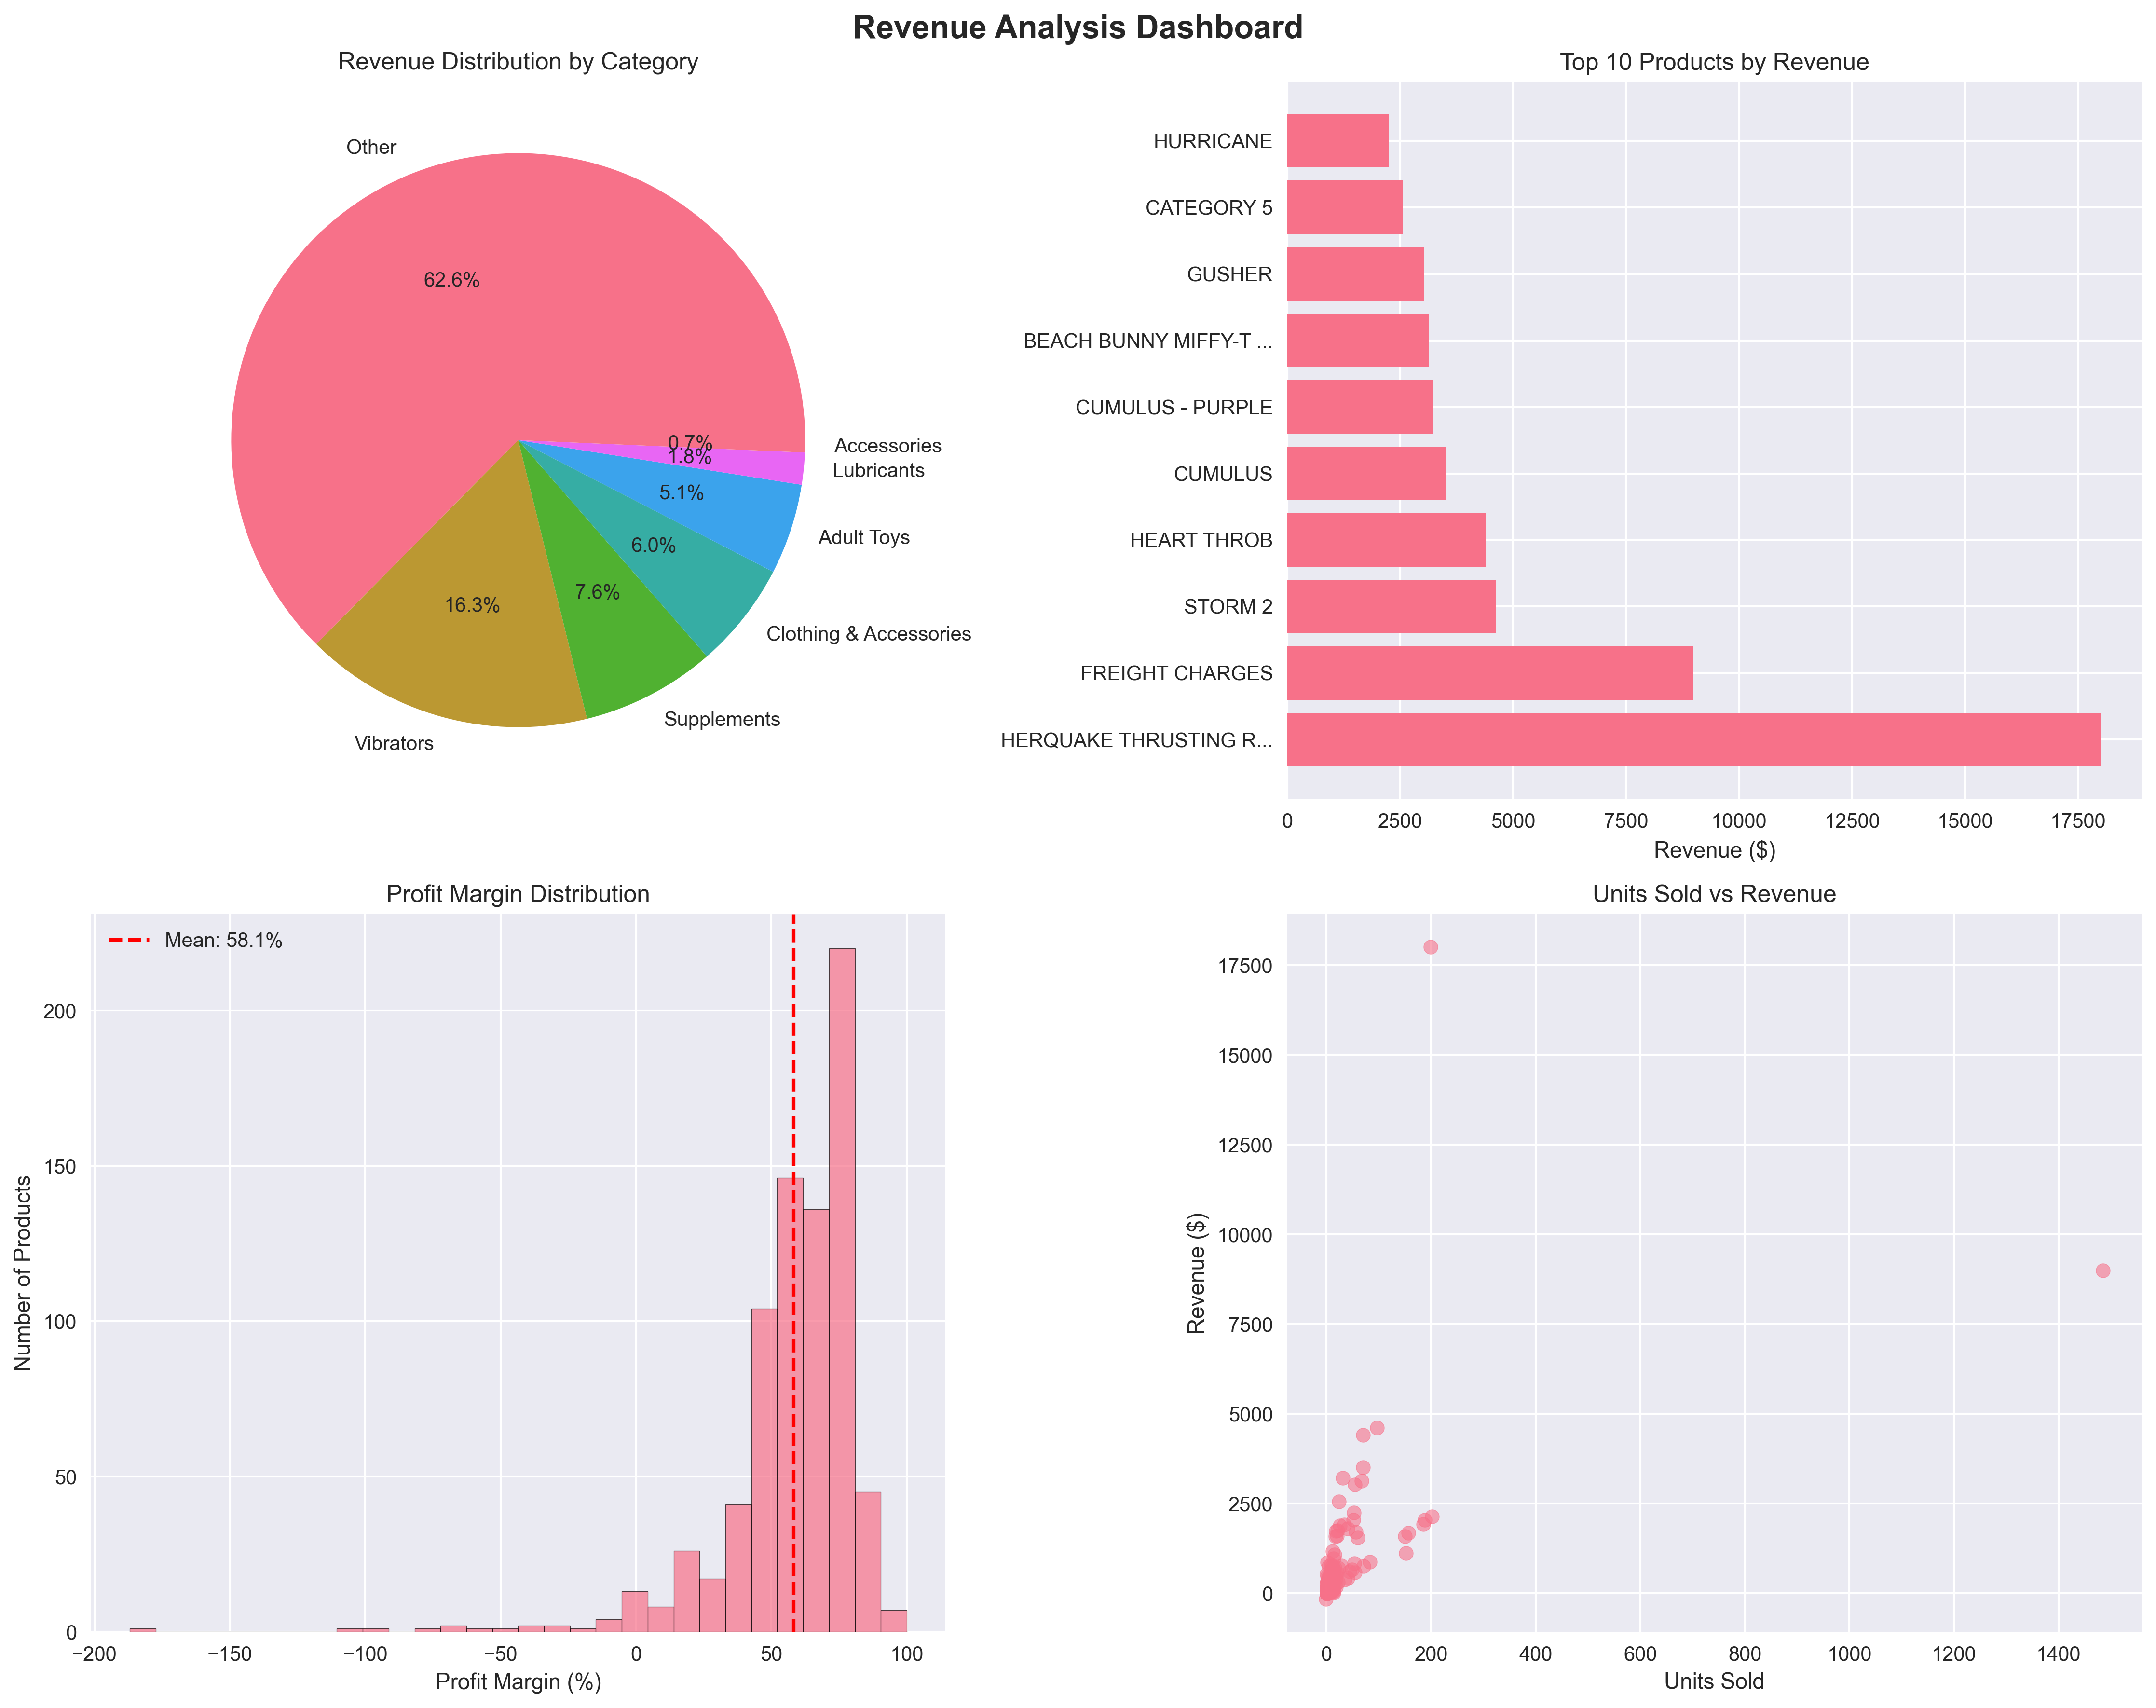 Revenue Analysis Dashboard
Revenue Distribution by Category
Other
62.6%
0.7%
Accessories
1.8%
Lubricants
5.1%
Adult Toys
6.0%
Clothing & Accessories
7.6%
16.3%
Supplements
Vibrators
Top 10 Products by Revenue
HURRICANE
CATEGORY 5
GUSHER
BEACH BUNNY MIFFY-T ...
CUMULUS - PURPLE
CUMULUS
HEART THROB
STORM 2
FREIGHT CHARGES
HERQUAKE THRUSTING R...
0 2500 5000 7500 10000 12500 15000 17500
Revenue ($)
Profit Margin Distribution
Mean: 58.1%
Number of Products
200
150
100
50
0
−200 −150 −100 −50 0 50 100
Profit Margin (%)
Units Sold vs Revenue
Revenue ($)
17500
15000
12500
10000
7500
5000
2500
0
0 200 400 600 800 1000 1200 1400
Units Sold